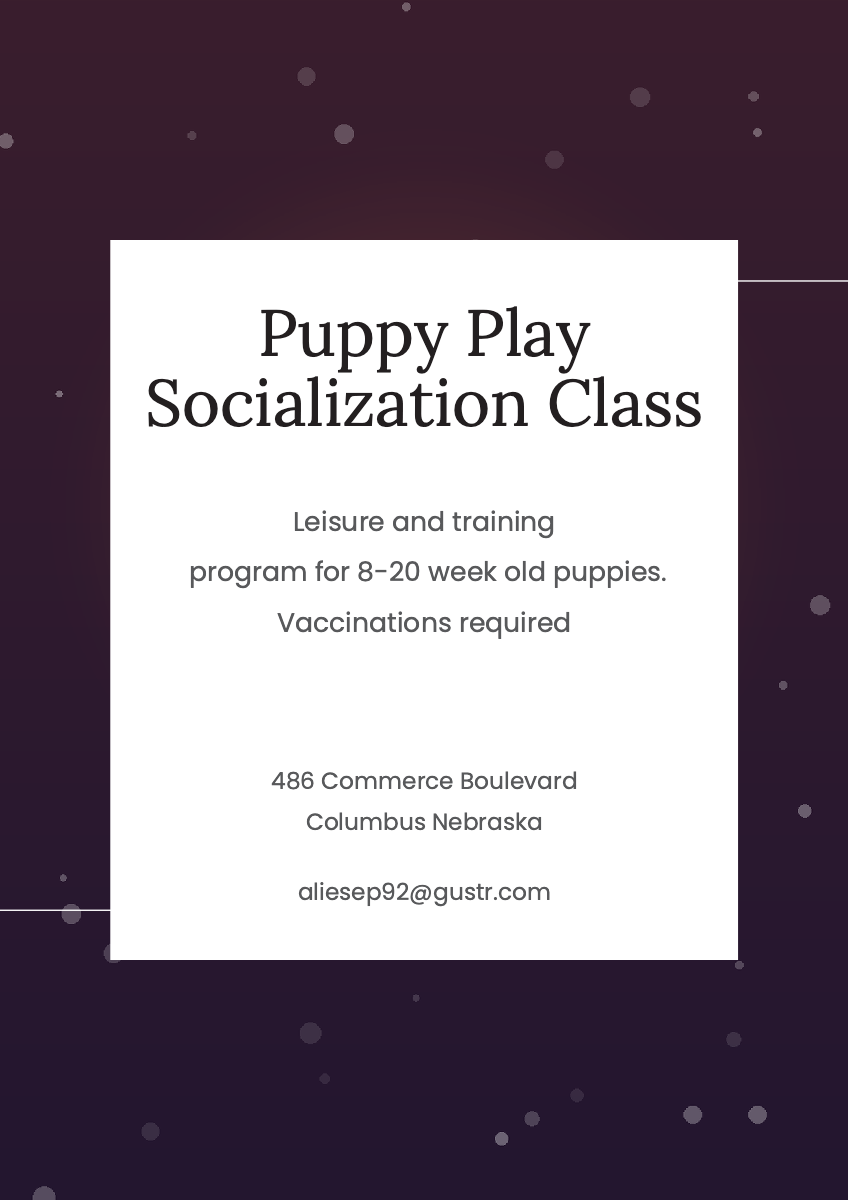 Puppy Play
Socialization Class
Leisure and training
program for 8-20 week old puppies.
Vaccinations required
486 Commerce Boulevard
Columbus Nebraska
aliesep92@gustr.com